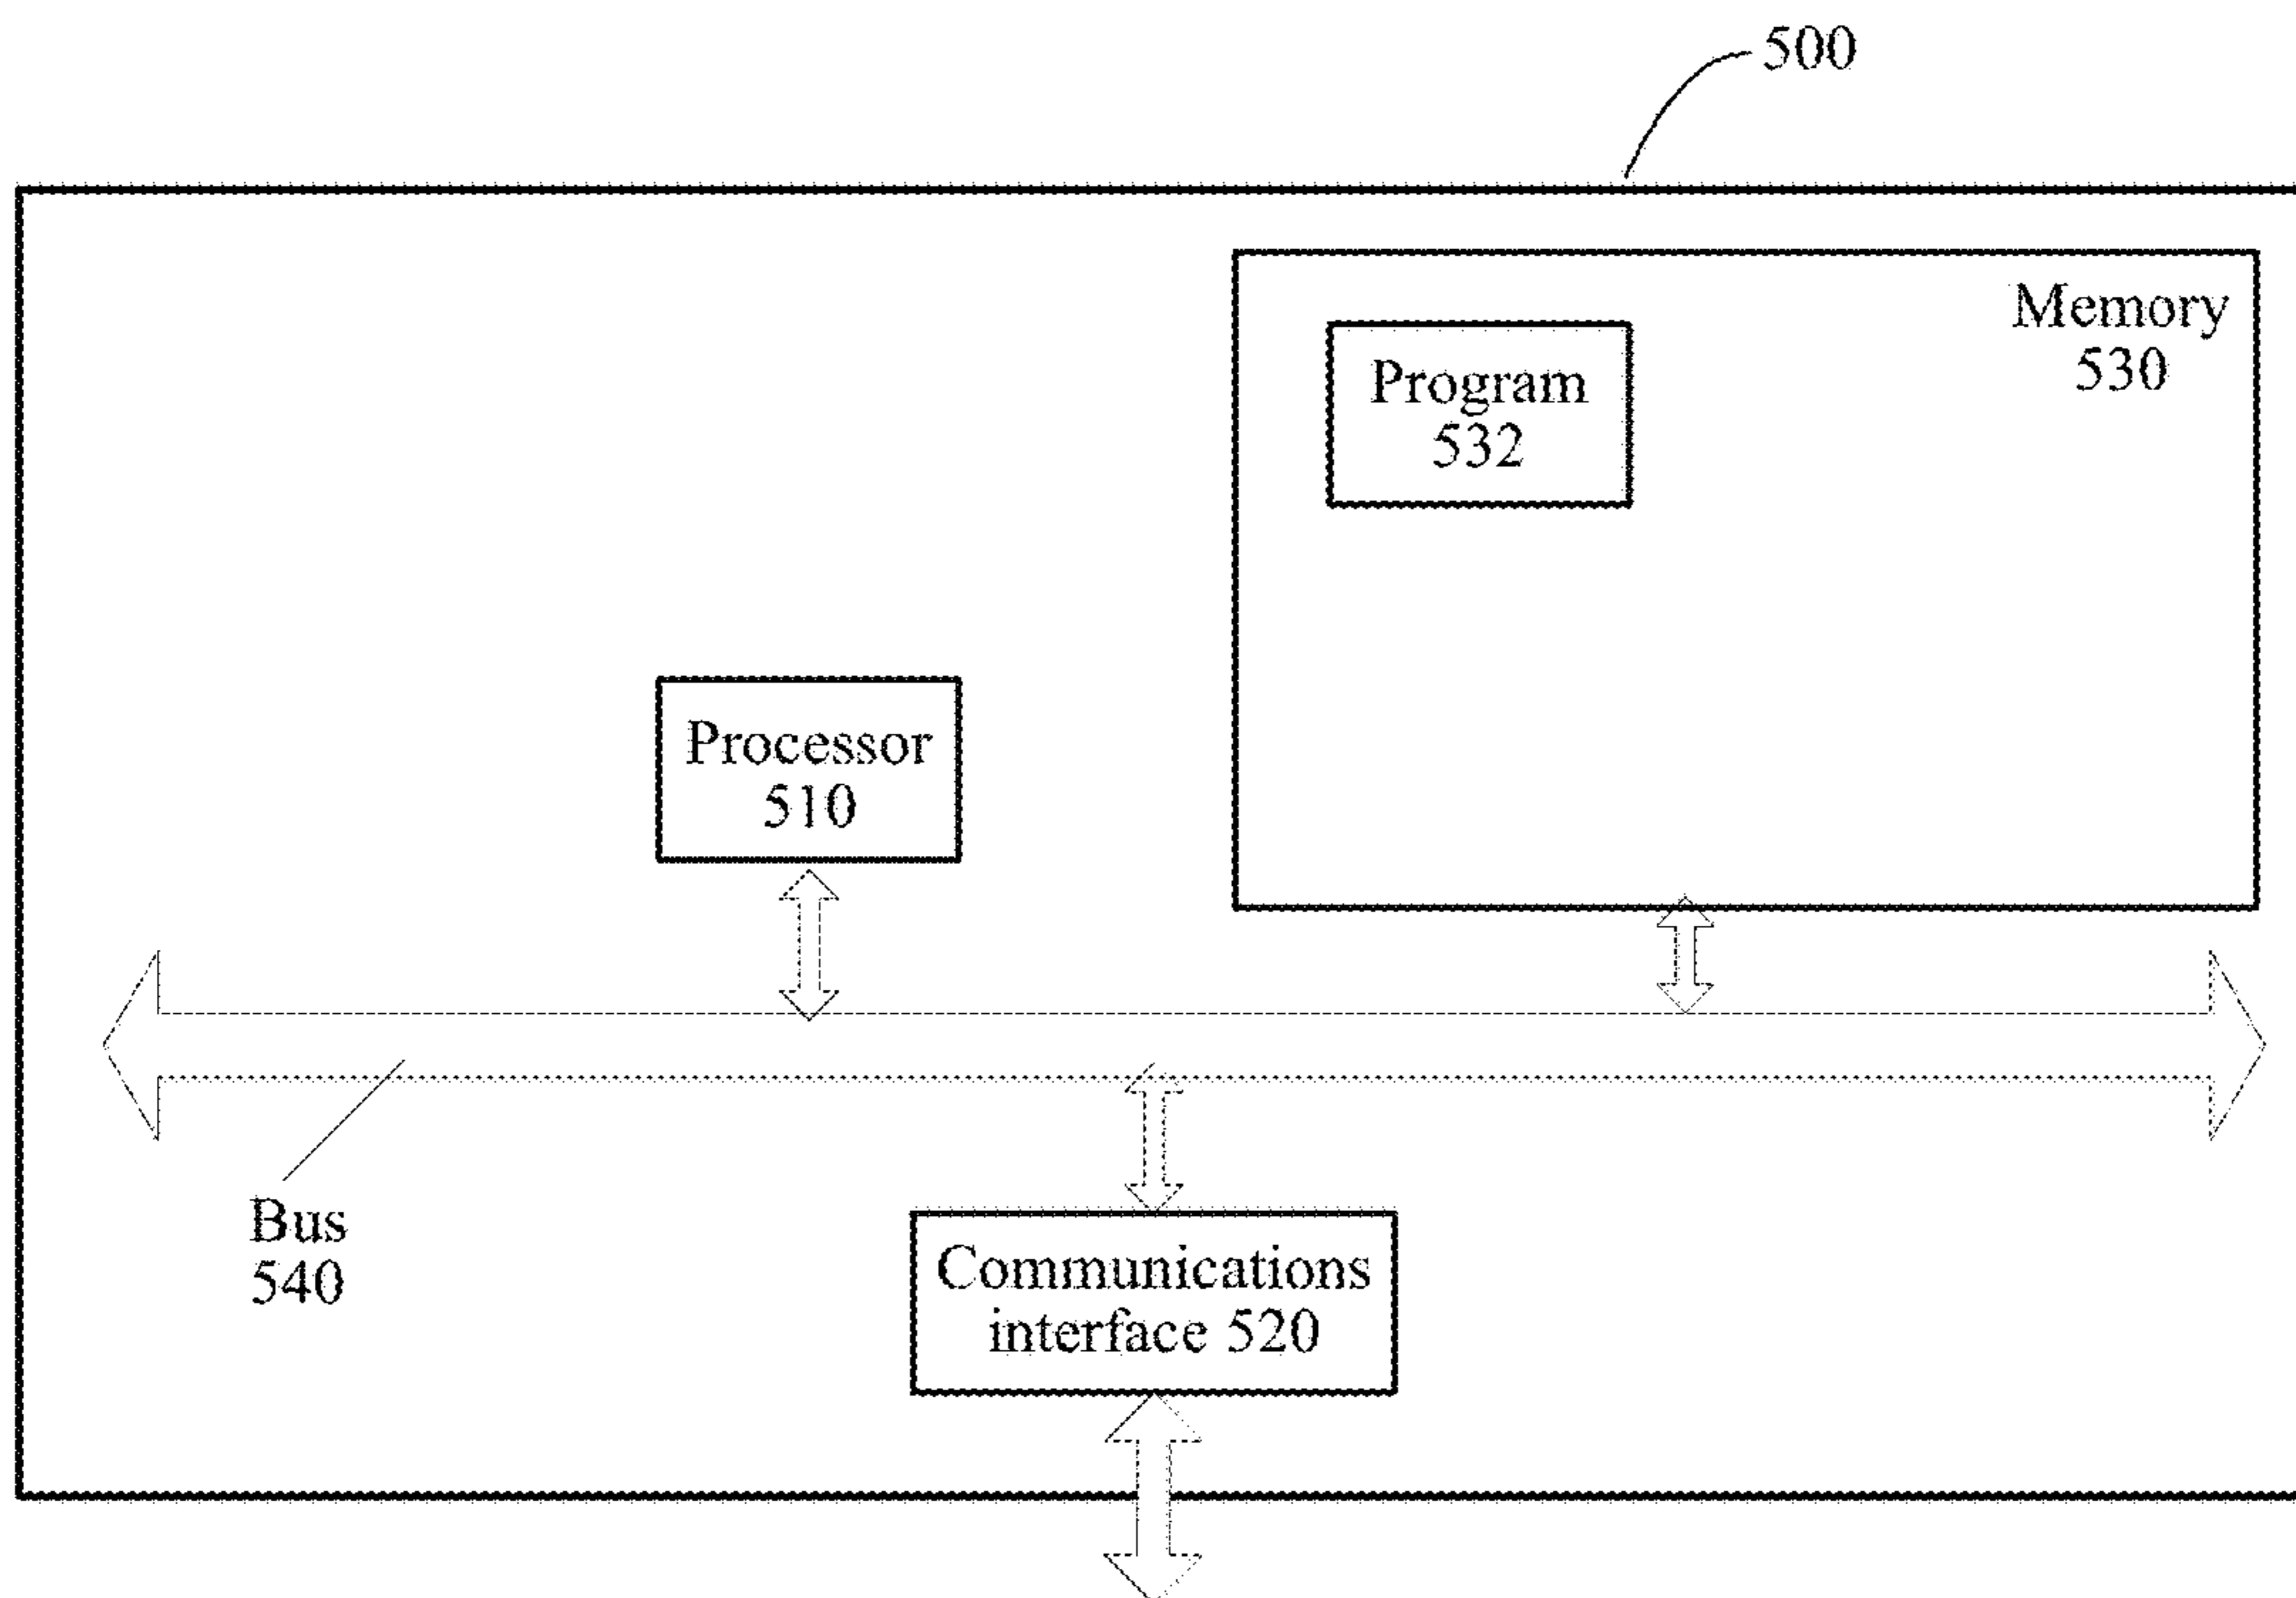 500
Memory
530
Program
532
Processor
510
Bus
540
Communications
interface 520